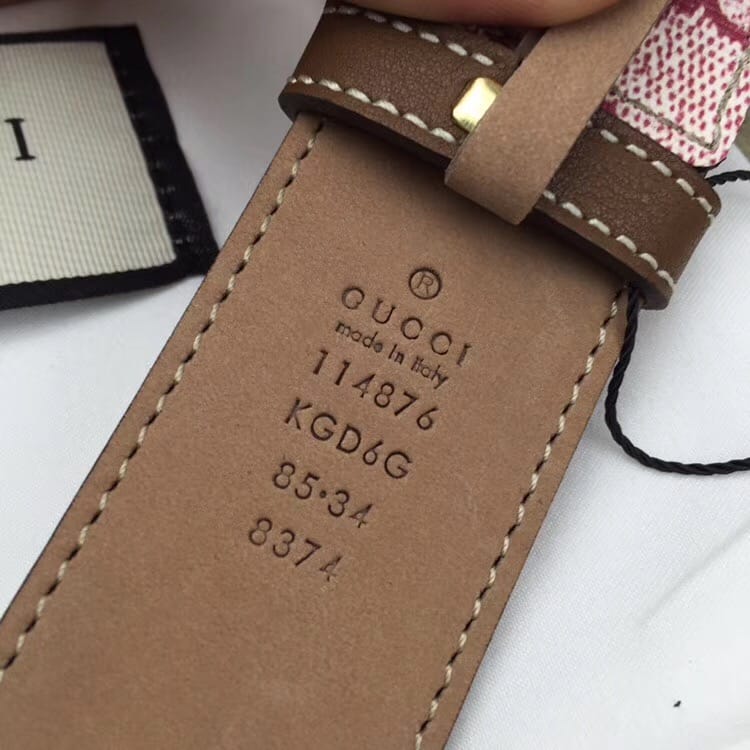 I
®
GUCCI
made in italy
114876
KGD6G
85·34
8374